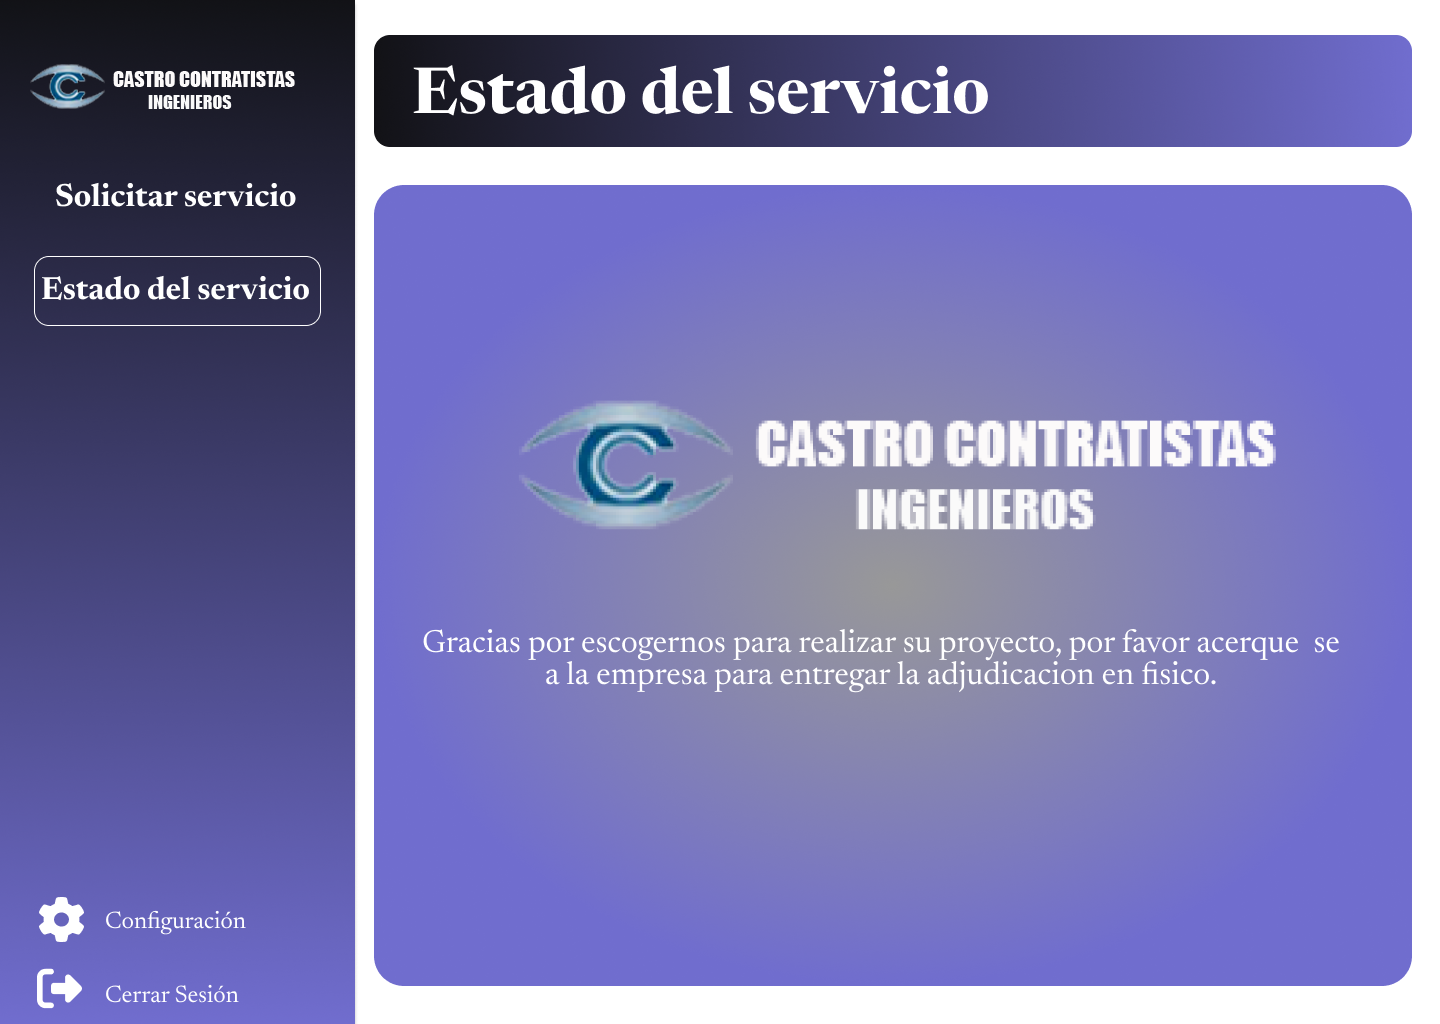 CASTRO CONTRATISTAS
INGENIEROS
Solicitar servicio
Estado del servicio
Configuración
Cerrar Sesión
Estado del servicio
CASTRO CONTRATISTAS
INGENIEROS
Gracias por escogernos para realizar su proyecto, por favor acerque  se
a la empresa para entregar la adjudicacion en fisico.